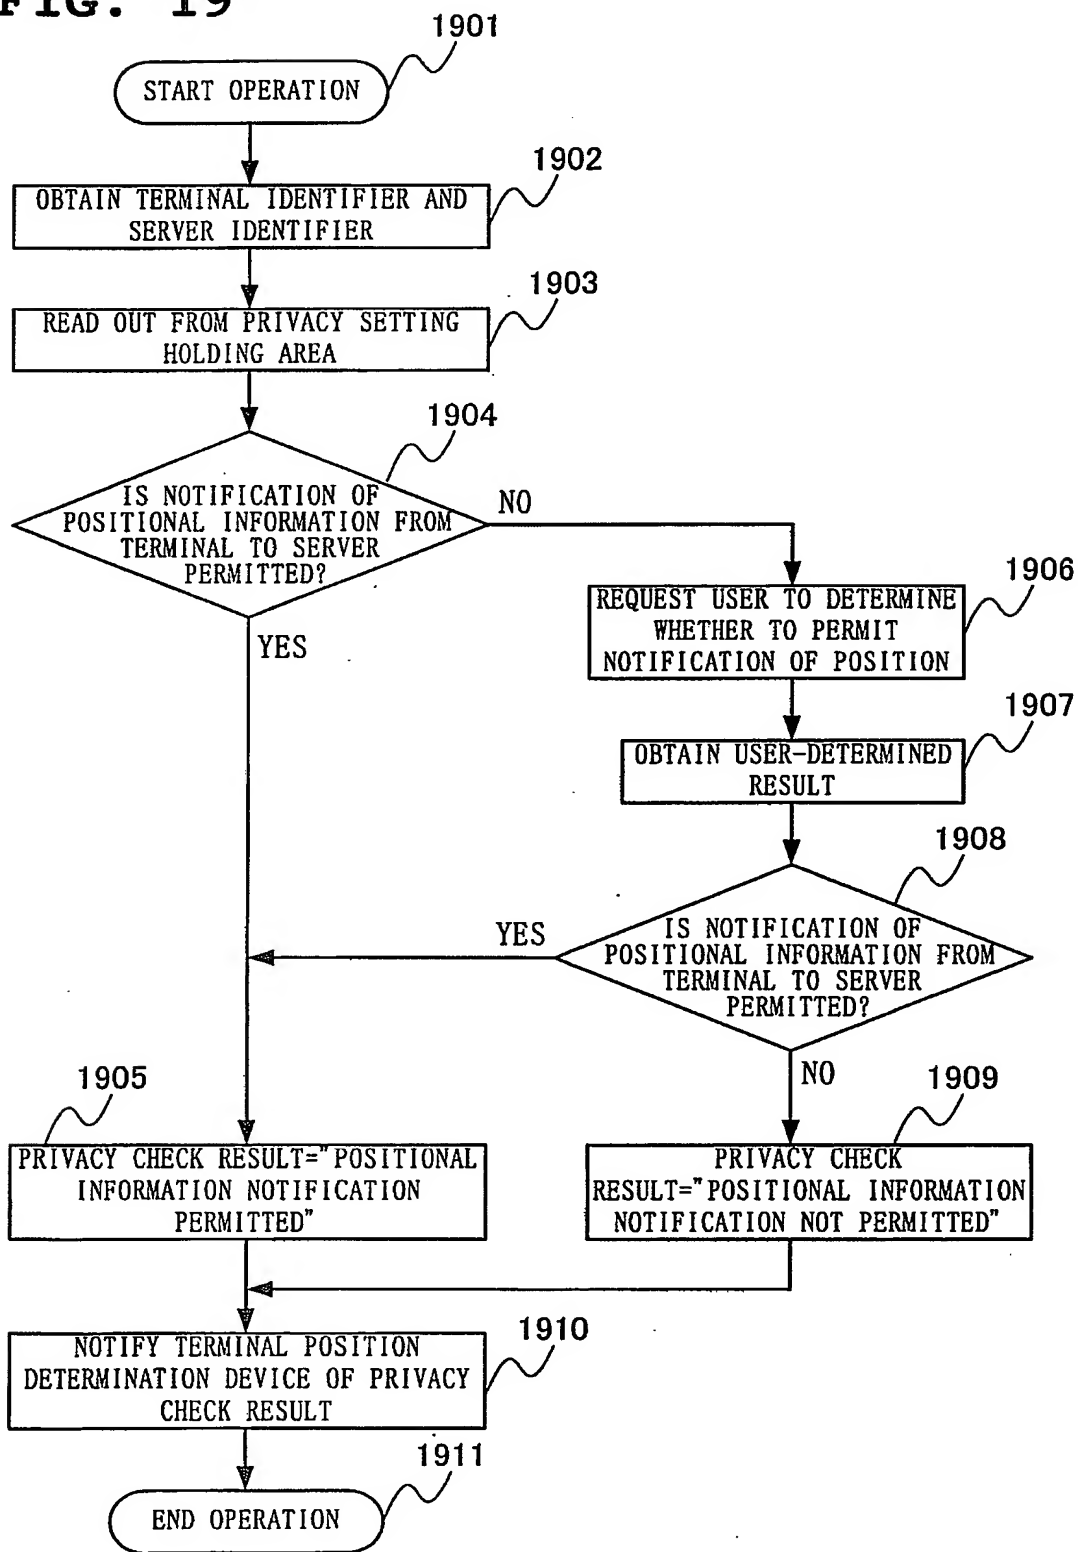 FIG. 19
1901
START OPERATION
1902
OBTAIN TERMINAL IDENTIFIER AND
SERVER IDENTIFIER
1903
READ OUT FROM PRIVACY SETTING
HOLDING AREA
1904
IS NOTIFICATION OF
POSITIONAL INFORMATION FROM
TERMINAL TO SERVER
PERMITTED?
NO
YES
1906
REQUEST USER TO DETERMINE
WHETHER TO PERMIT
NOTIFICATION OF POSITION
1907
OBTAIN USER-DETERMINED
RESULT
1908
IS NOTIFICATION OF
POSITIONAL INFORMATION FROM
TERMINAL TO SERVER
PERMITTED?
YES
NO
1905
PRIVACY CHECK RESULT="POSITIONAL
INFORMATION NOTIFICATION
PERMITTED"
1909
PRIVACY CHECK
RESULT="POSITIONAL INFORMATION
NOTIFICATION NOT PERMITTED"
1910
NOTIFY TERMINAL POSITION
DETERMINATION DEVICE OF PRIVACY
CHECK RESULT
1911
END OPERATION